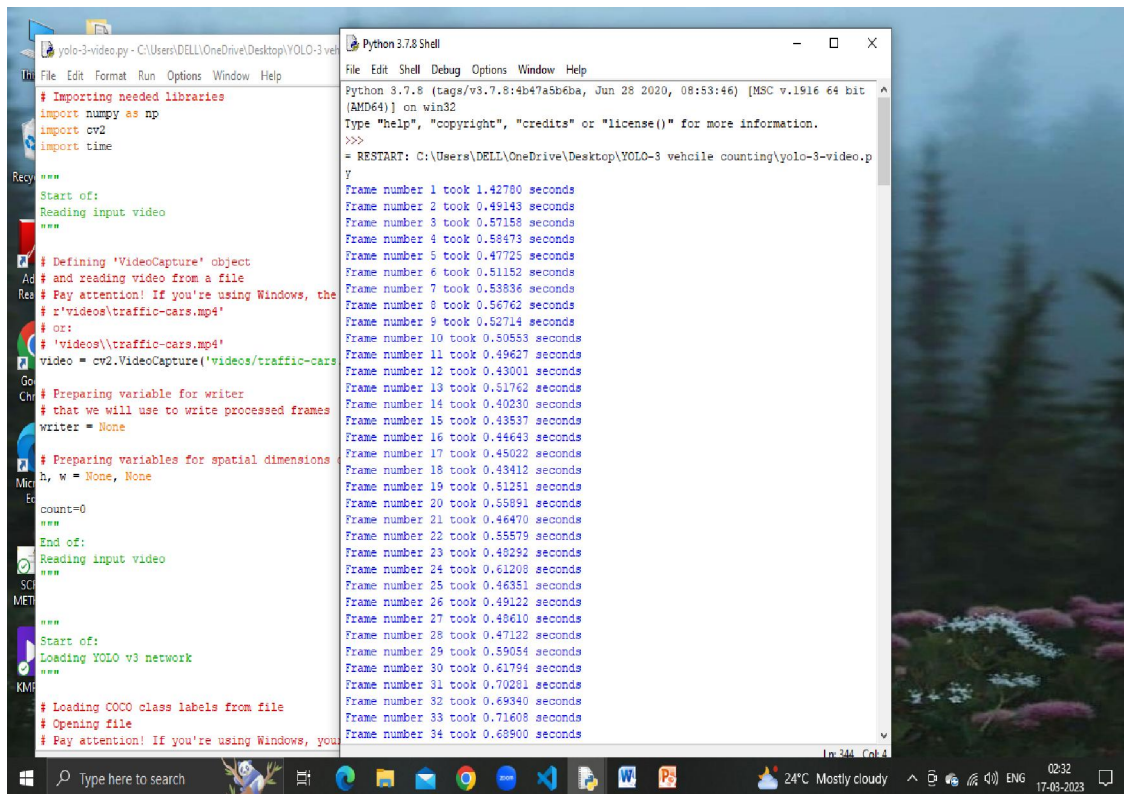 yolo-3-video.py - C:\Users\DELL\OneDrive\Desktop\YOLO-3 veh
File Edit Format Run Options Window Help
# Importing needed libraries
import numpy as np
import cv2
import time
"""
Start of:
Reading input video
"""
# Defining 'VideoCapture' object
# and reading video from a file
# Pay attention! If you're using Windows, the
# r'videos\traffic-cars.mp4'
# or:
# 'videos\\traffic-cars.mp4'
video = cv2.VideoCapture('videos/traffic-cars
# Preparing variable for writer
# that we will use to write processed frames
writer = None
# Preparing variables for spatial dimensions
h, w = None, None
count=0
"""
End of:
Reading input video
"""
"""
Start of:
Loading YOLO v3 network
"""
# Loading COCO class labels from file
# Opening file
# Pay attention! If you're using Windows, you
Python 3.7.8 Shell
File Edit Shell Debug Options Window Help
Python 3.7.8 (tags/v3.7.8:4b47a5b6ba, Jun 28 2020, 08:53:46) [MSC v.1916 64 bit
(AMD64)] on win32
Type "help", "copyright", "credits" or "license()" for more information.
>>>
= RESTART: C:\Users\DELL\OneDrive\Desktop\YOLO-3 vehcile counting\yolo-3-video.p
y
Frame number 1 took 1.42780 seconds
Frame number 2 took 0.49143 seconds
Frame number 3 took 0.57158 seconds
Frame number 4 took 0.58473 seconds
Frame number 5 took 0.47725 seconds
Frame number 6 took 0.51152 seconds
Frame number 7 took 0.53836 seconds
Frame number 8 took 0.56762 seconds
Frame number 9 took 0.52714 seconds
Frame number 10 took 0.50553 seconds
Frame number 11 took 0.49627 seconds
Frame number 12 took 0.43001 seconds
Frame number 13 took 0.51762 seconds
Frame number 14 took 0.40230 seconds
Frame number 15 took 0.43537 seconds
Frame number 16 took 0.44643 seconds
Frame number 17 took 0.45022 seconds
Frame number 18 took 0.43412 seconds
Frame number 19 took 0.51251 seconds
Frame number 20 took 0.55891 seconds
Frame number 21 took 0.46470 seconds
Frame number 22 took 0.55579 seconds
Frame number 23 took 0.48292 seconds
Frame number 24 took 0.61208 seconds
Frame number 25 took 0.46351 seconds
Frame number 26 took 0.49122 seconds
Frame number 27 took 0.48610 seconds
Frame number 28 took 0.47122 seconds
Frame number 29 took 0.59054 seconds
Frame number 30 took 0.61794 seconds
Frame number 31 took 0.70281 seconds
Frame number 32 took 0.69340 seconds
Frame number 33 took 0.71608 seconds
Frame number 34 took 0.68900 seconds
Ln: 344 Col: 4
Type here to search
24°C Mostly cloudy
ENG
02:32
17-03-2023